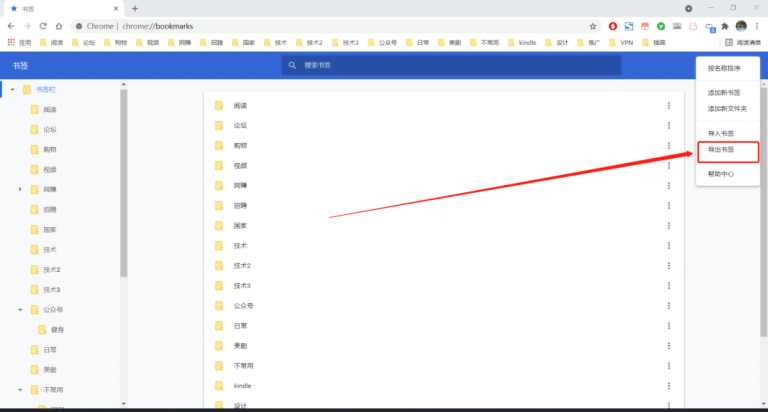 书签
Chrome | chrome://bookmarks
应用 阅读 论坛 购物 视频 网赚 招聘 国家 技术 技术2 技术3 公众号 日常 美剧 不常用 kindle 设计 推广 VPN 插画 阅读清单
书签
搜索书签
书签栏
阅读
论坛
购物
视频
网赚
招聘
国家
技术
技术2
技术3
公众号
健身
日常
美剧
不常用
阅读
论坛
购物
视频
网赚
招聘
国家
技术
技术2
技术3
公众号
日常
美剧
不常用
kindle
设计
按名称排序
添加新书签
添加新文件夹
导入书签
导出书签
帮助中心